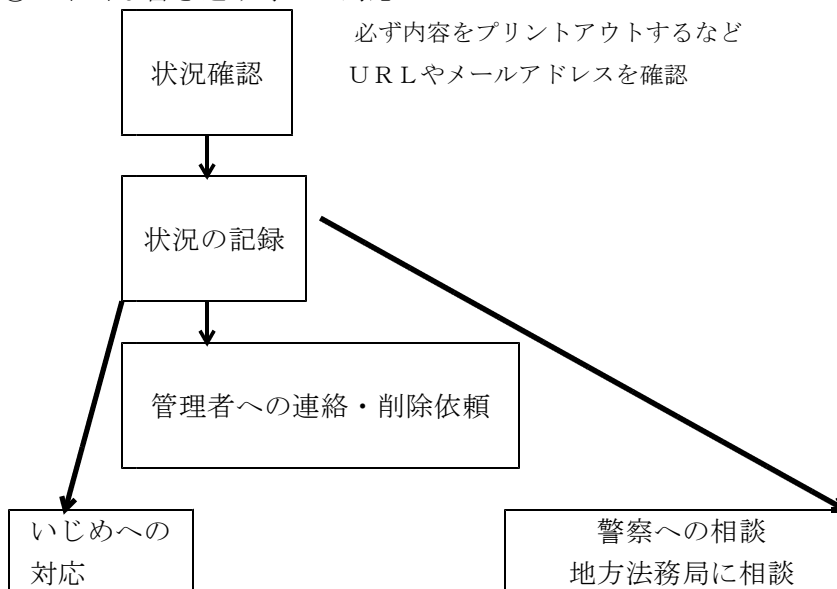 必ず内容をプリントアウトするなど
状況確認
ＵＲＬやメールアドレスを確認
状況の記録
管理者への連絡・削除依頼
いじめへの
対応
警察への相談
地方法務局に相談